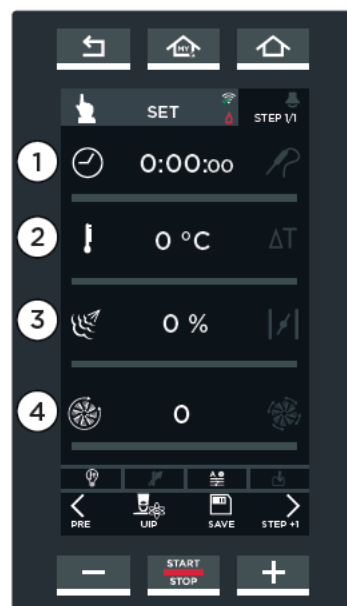 MY
SET
STEP 1/1
1
0:00:00
2
0 °C
ΔT
3
0 %
4
0
PRE
UIP
SAVE
STEP +1
START
STOP